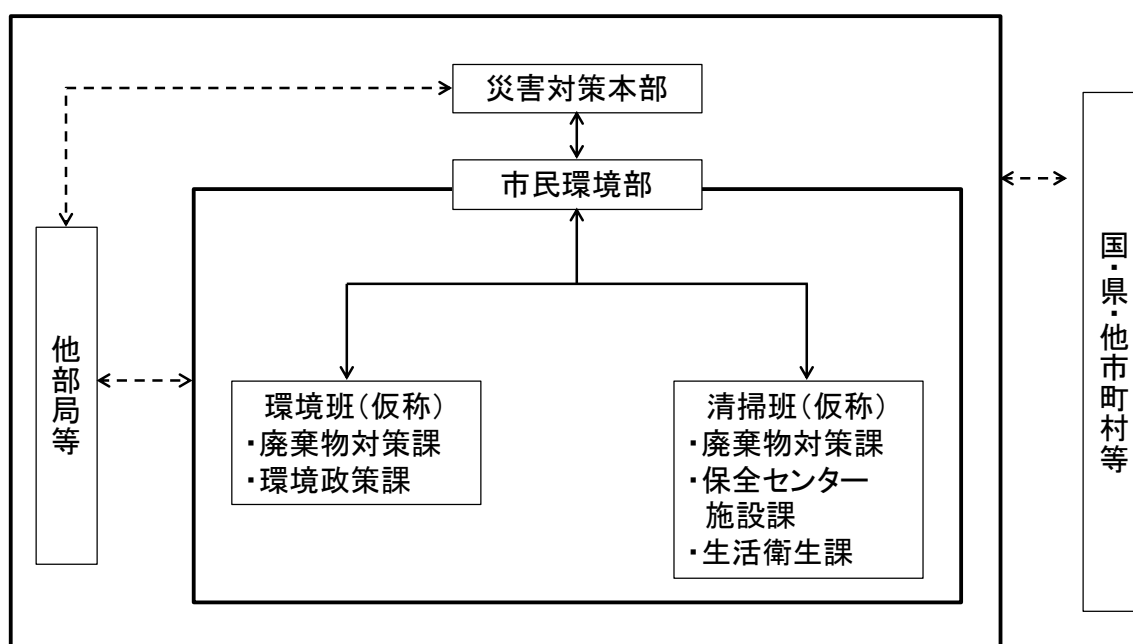 災害対策本部
市民環境部
他部局等
環境班（仮称）
・廃棄物対策課
・環境政策課
清掃班（仮称）
・廃棄物対策課
・保全センター
施設課
・生活衛生課
国・県・他市町村等